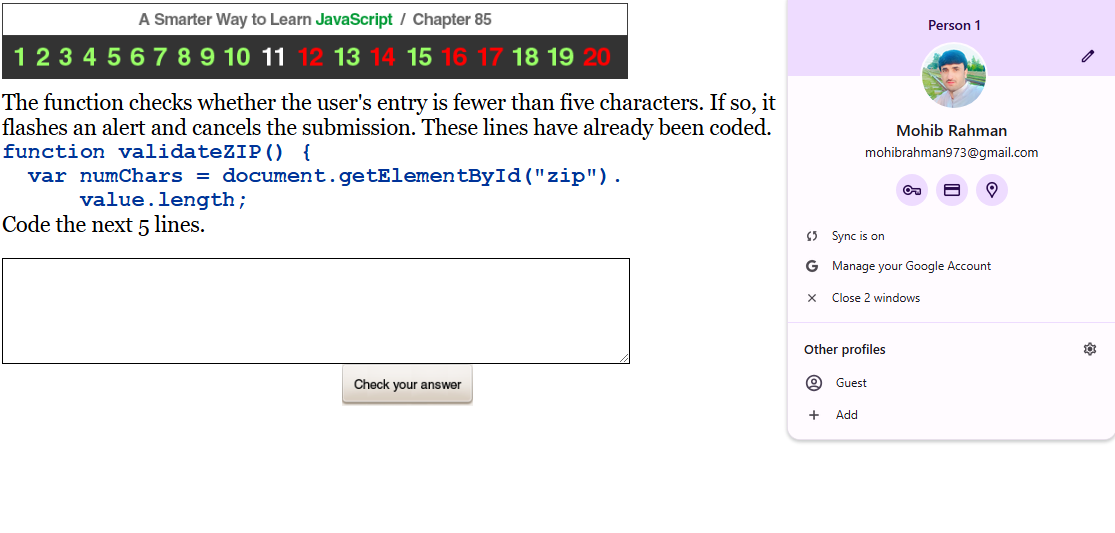 A Smarter Way to Learn JavaScript / Chapter 85
1 2 3 4 5 6 7 8 9 10 11 12 13 14 15 16 17 18 19 20
The function checks whether the user's entry is fewer than five characters. If so, it
flashes an alert and cancels the submission. These lines have already been coded.
function validateZIP() {
  var numChars = document.getElementById("zip").
      value.length;
Code the next 5 lines.
Check your answer
Person 1
Mohib Rahman
mohibrahman973@gmail.com
Sync is on
G Manage your Google Account
Close 2 windows
Other profiles
Guest
Add